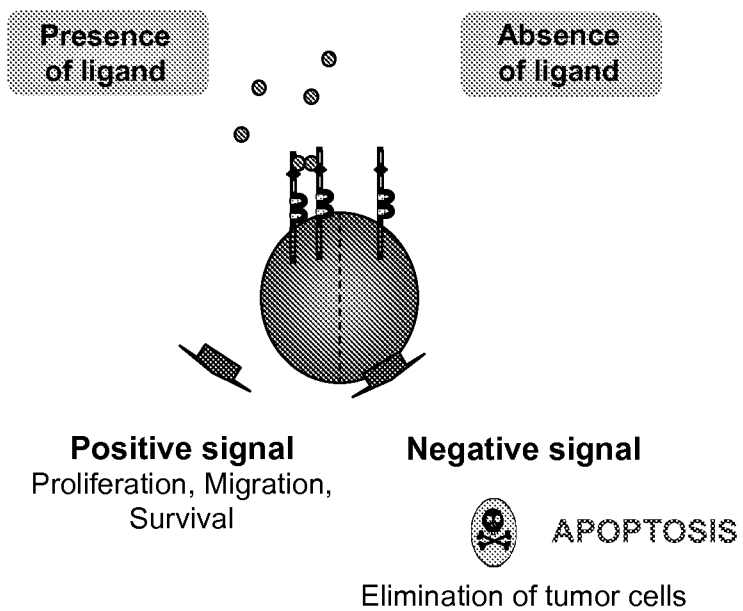 Presence
of ligand
Absence
of ligand
Positive signal
Proliferation, Migration,
Survival
Negative signal
APOPTOSIS
Elimination of tumor cells